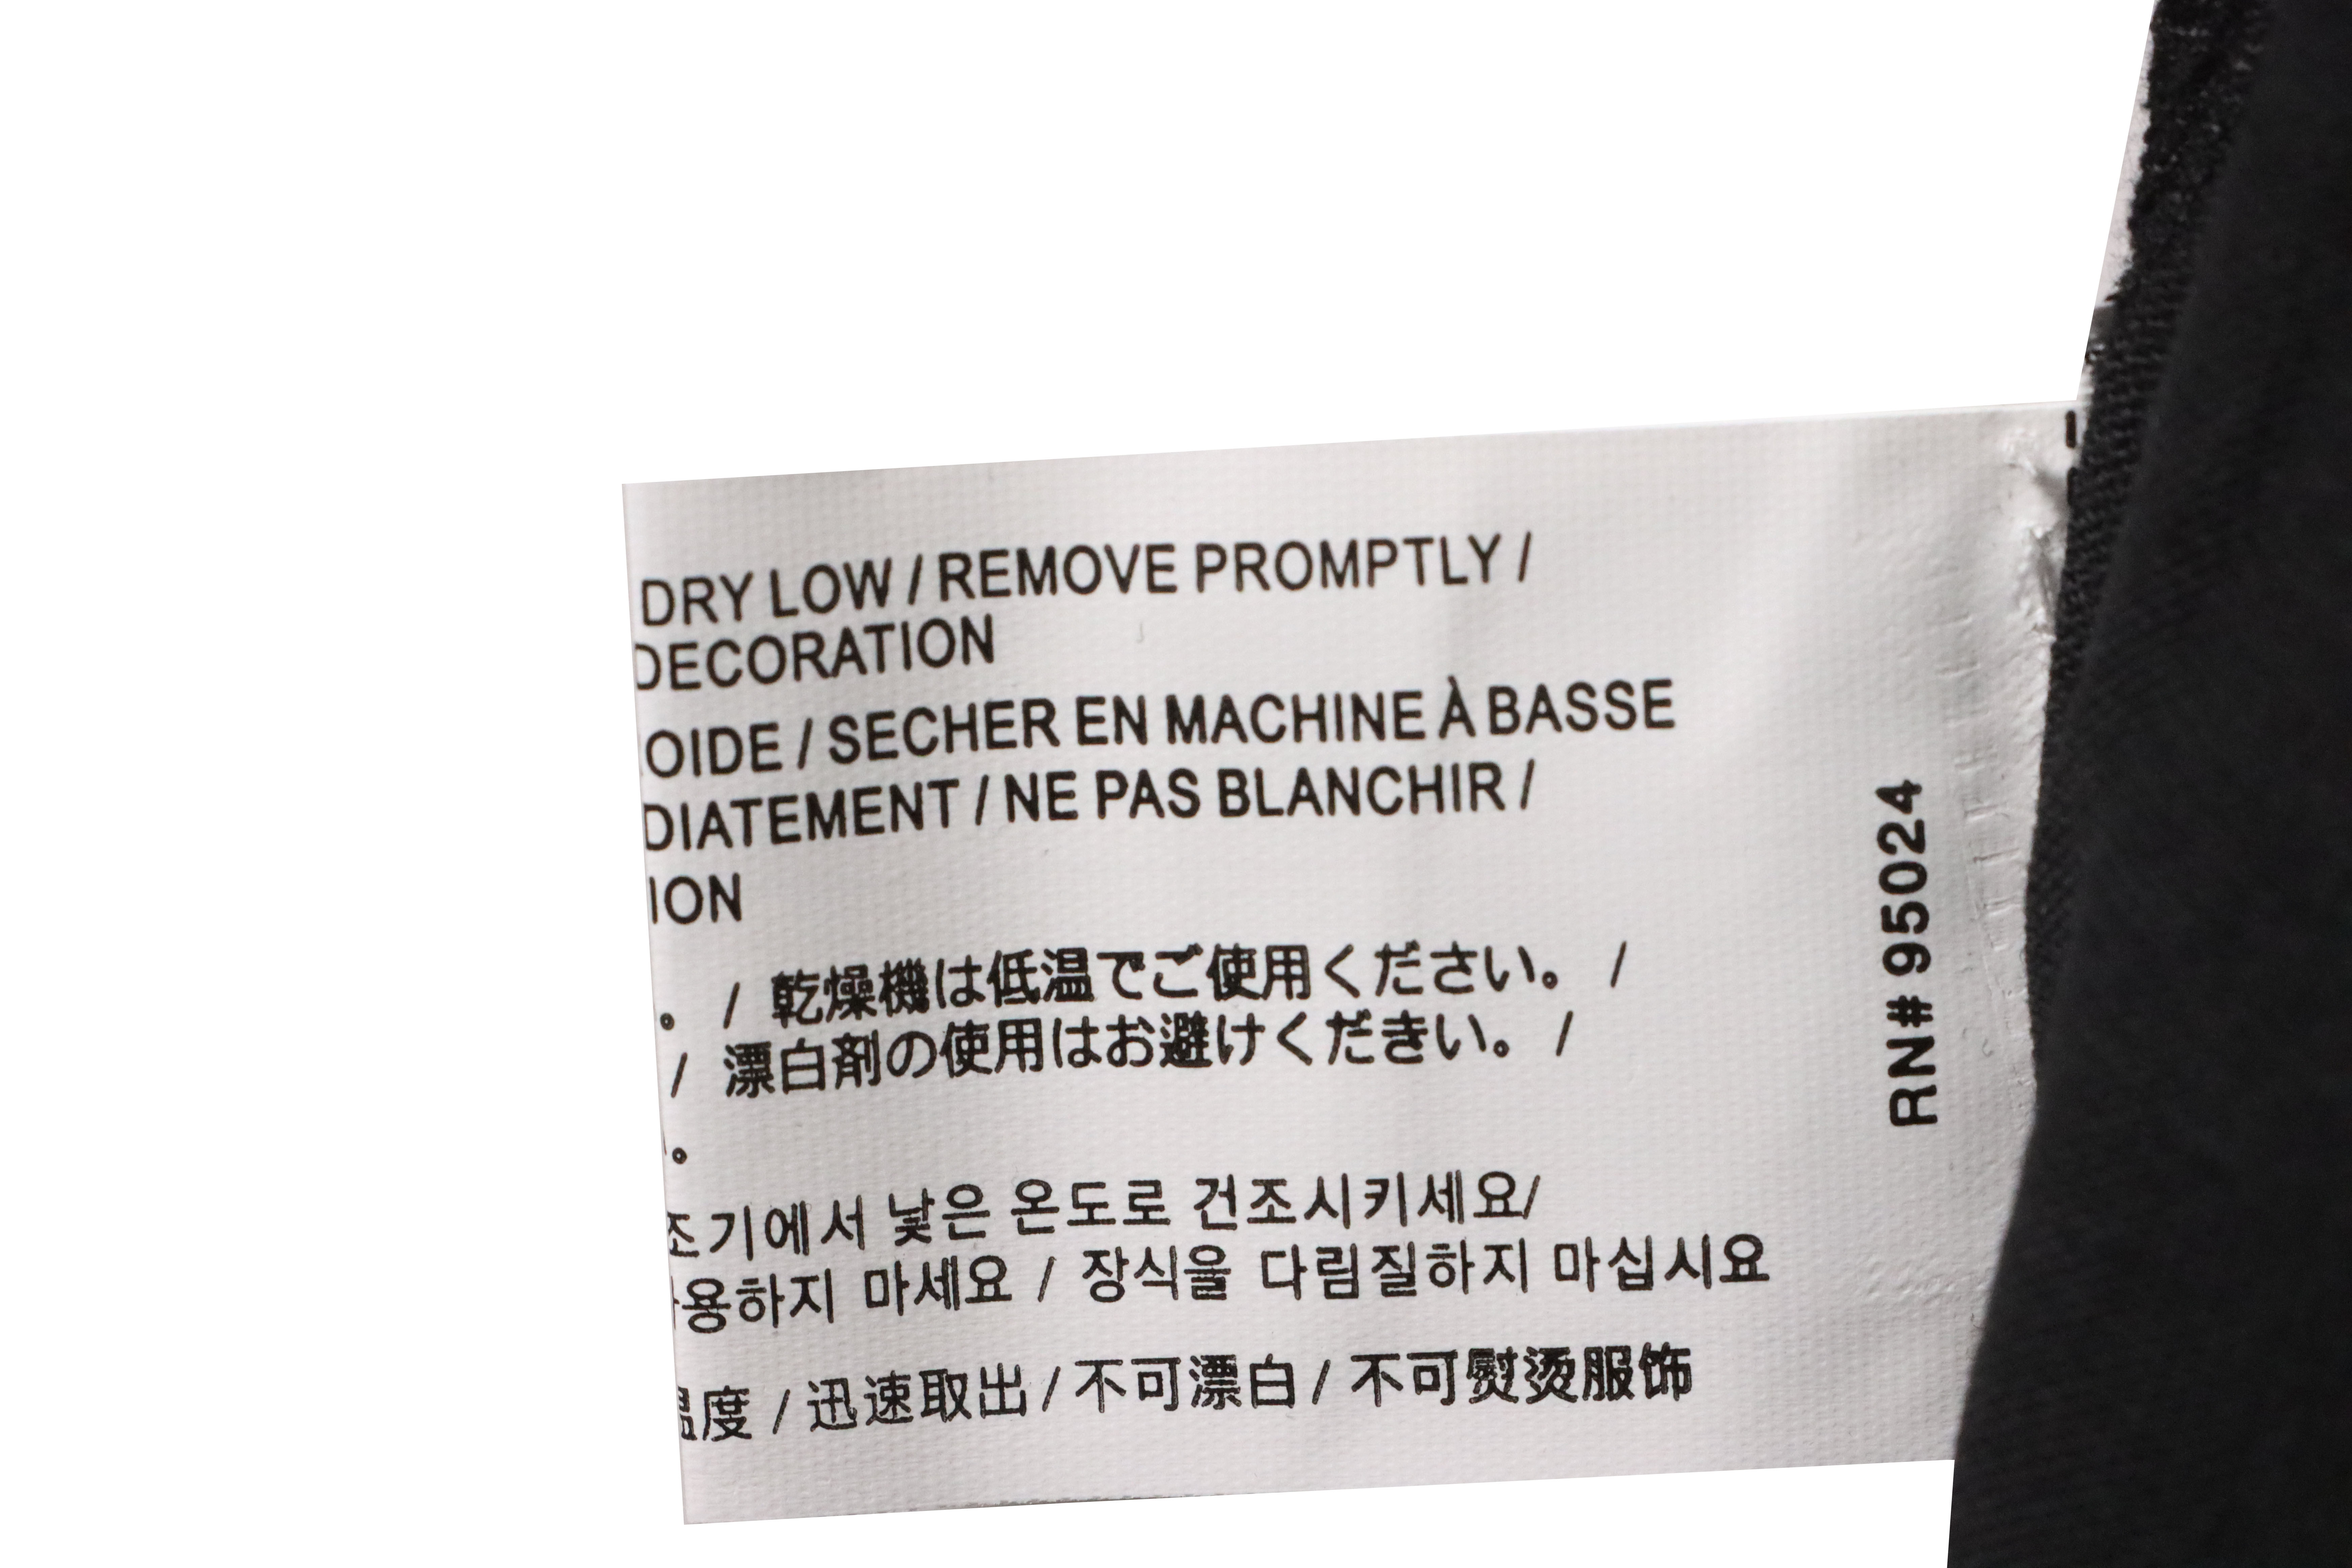 DRY LOW / REMOVE PROMPTLY /
DECORATION
OIDE / SECHER EN MACHINE À BASSE
DIATEMENT / NE PAS BLANCHIR /
ION
。 / 乾燥機は低温でご使用ください。 /
/ 漂白剤の使用はお避けくだきい。 /
。
조기에서 낮은 온도로 건조시키세요/
용하지 마세요 / 장식을 다림질하지 마십시요
温度 / 迅速取出 / 不可漂白 / 不可熨烫服饰
RN# 95024